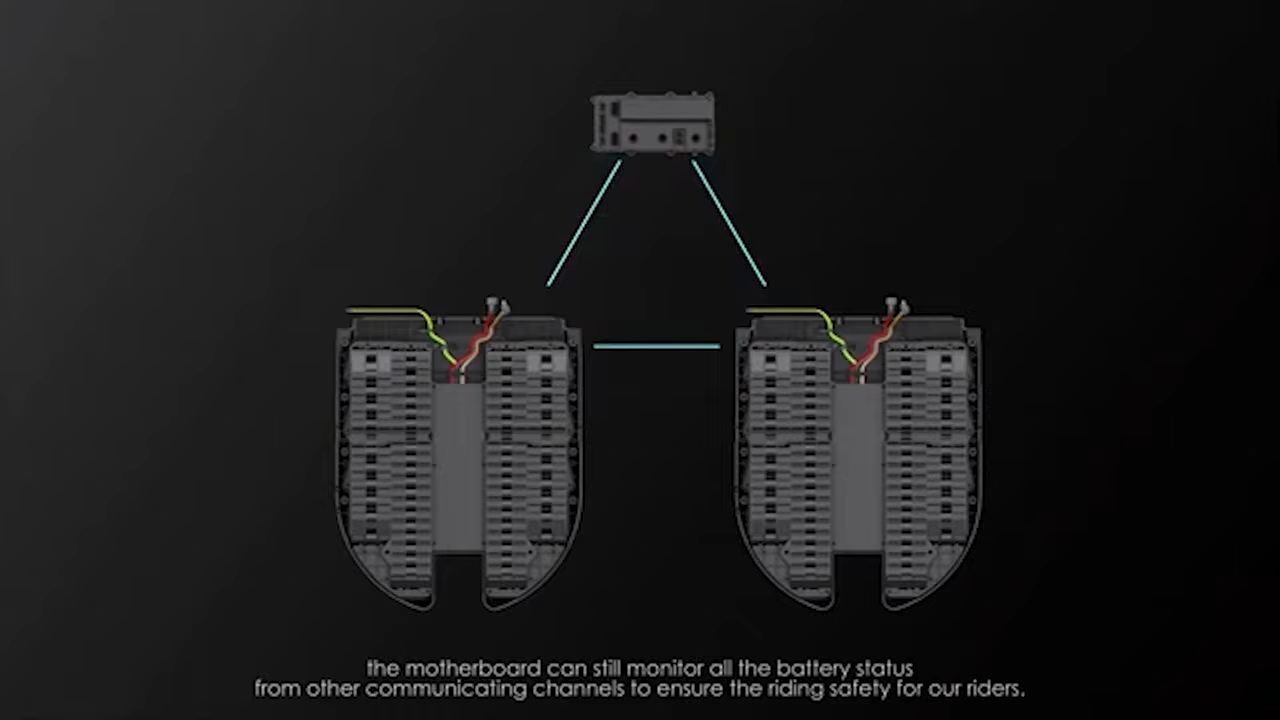 the motherboard can still monitor all the battery status
from other communicating channels to ensure the riding safety for our riders.